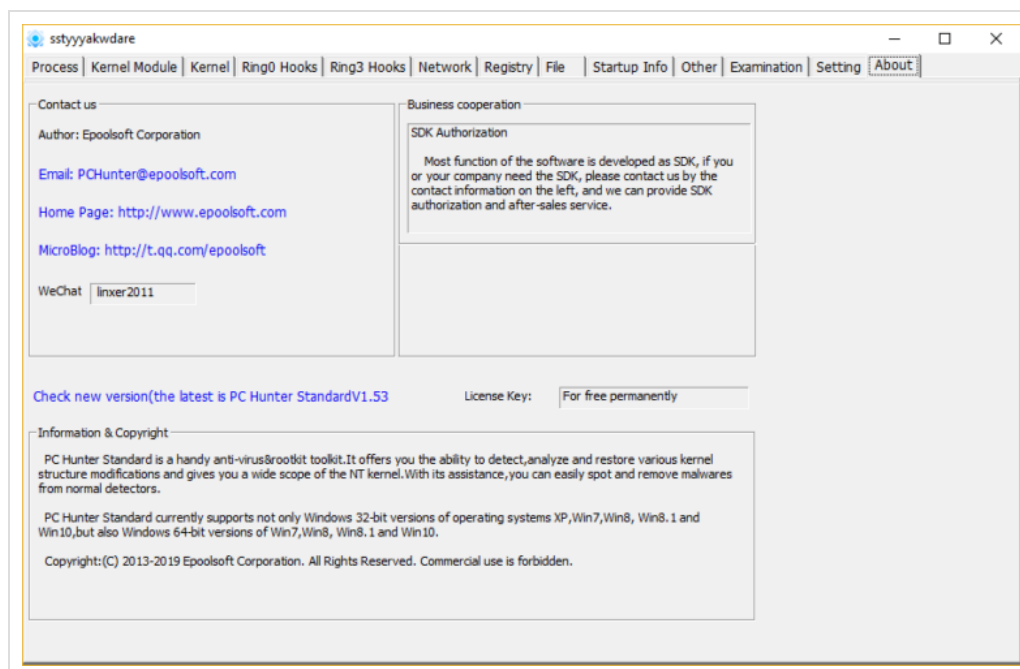 sstyyyakwdare
Process Kernel Module Kernel Ring0 Hooks Ring3 Hooks Network Registry File Startup Info Other Examination Setting About
Contact us
Author: Epoolsoft Corporation
Email: PCHunter@epoolsoft.com
Home Page: http://www.epoolsoft.com
MicroBlog: http://t.qq.com/epoolsoft
WeChat linxer2011
Business cooperation
SDK Authorization
Most function of the software is developed as SDK, if you
or your company need the SDK, please contact us by the
contact information on the left, and we can provide SDK
authorization and after-sales service.
Check new version(the latest is PC Hunter StandardV1.53
License Key: For free permanently
Information & Copyright
PC Hunter Standard is a handy anti-virus&rootkit toolkit.It offers you the ability to detect,analyze and restore various kernel
structure modifications and gives you a wide scope of the NT kernel.With its assistance,you can easily spot and remove malwares
from normal detectors.
PC Hunter Standard currently supports not only Windows 32-bit versions of operating systems XP,Win7,Win8, Win8.1 and
Win10,but also Windows 64-bit versions of Win7,Win8, Win8.1 and Win10.
Copyright:(C) 2013-2019 Epoolsoft Corporation. All Rights Reserved. Commercial use is forbidden.